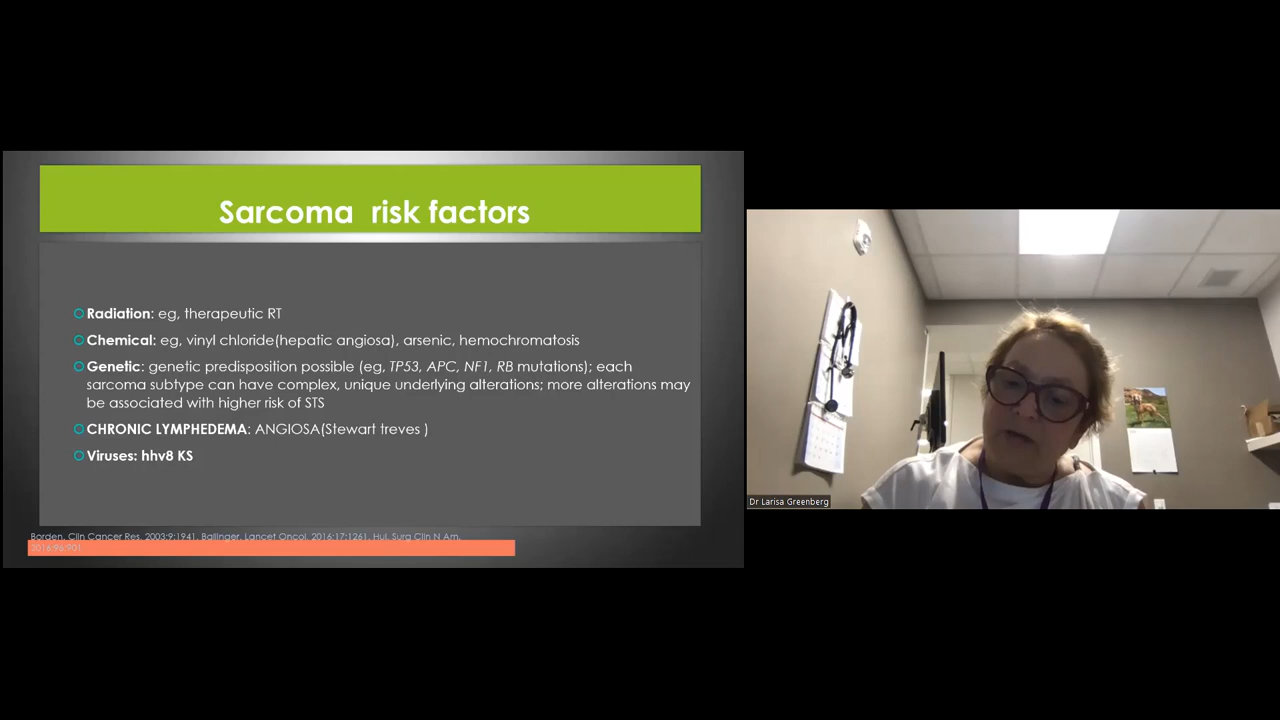 Sarcoma risk factors
Radiation: eg, therapeutic RT
Chemical: eg, vinyl chloride(hepatic angiosa), arsenic, hemochromatosis
Genetic: genetic predisposition possible (eg, TP53, APC, NF1, RB mutations); each
sarcoma subtype can have complex, unique underlying alterations; more alterations may
be associated with higher risk of STS
CHRONIC LYMPHEDEMA: ANGIOSA(Stewart treves )
Viruses: hhv8 KS
Borden, Clin Cancer Res. 2003;9:1941. Ballinger, Lancet Oncol. 2016;17:1261. Hui, Surg Clin N Am.
2016;96:901
Dr Larisa Greenberg